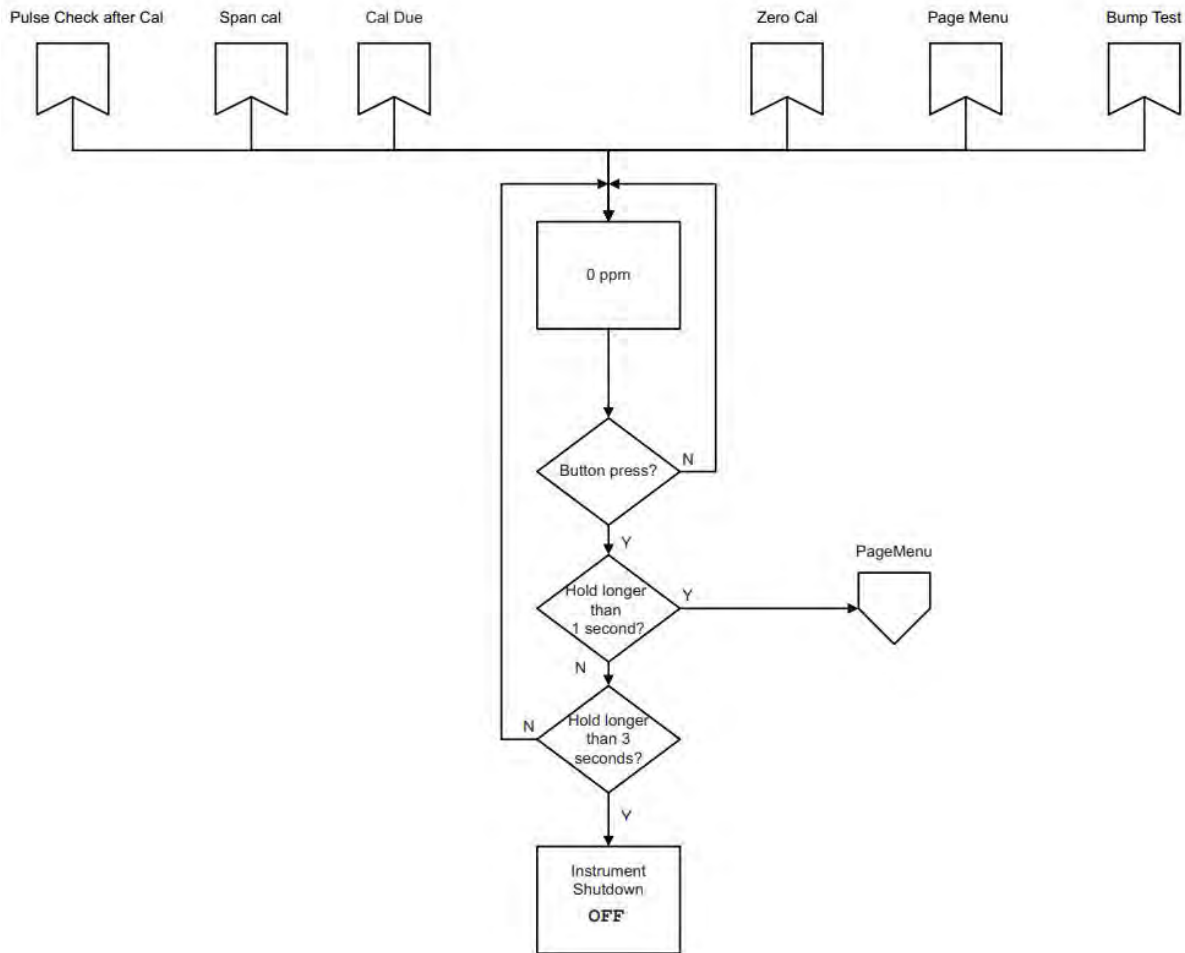 Pulse Check after Cal
Span cal
Cal Due
Zero Cal
Page Menu
Bump Test
0 ppm
Button press?
N
Y
PageMenu
Hold longer
than
1 second?
Y
N
Hold longer
than 3
seconds?
N
Y
Instrument
Shutdown
OFF